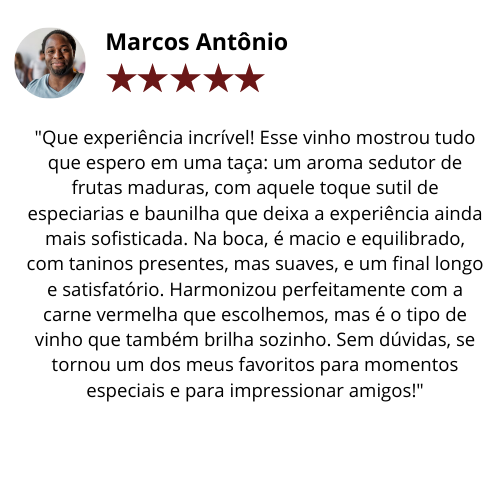 Marcos Antônio
"Que experiência incrível! Esse vinho mostrou tudo
que espero em uma taça: um aroma sedutor de
frutas maduras, com aquele toque sutil de
especiarias e baunilha que deixa a experiência ainda
mais sofisticada. Na boca, é macio e equilibrado,
com taninos presentes, mas suaves, e um final longo
e satisfatório. Harmonizou perfeitamente com a
carne vermelha que escolhemos, mas é o tipo de
vinho que também brilha sozinho. Sem dúvidas, se
tornou um dos meus favoritos para momentos
especiais e para impressionar amigos!"